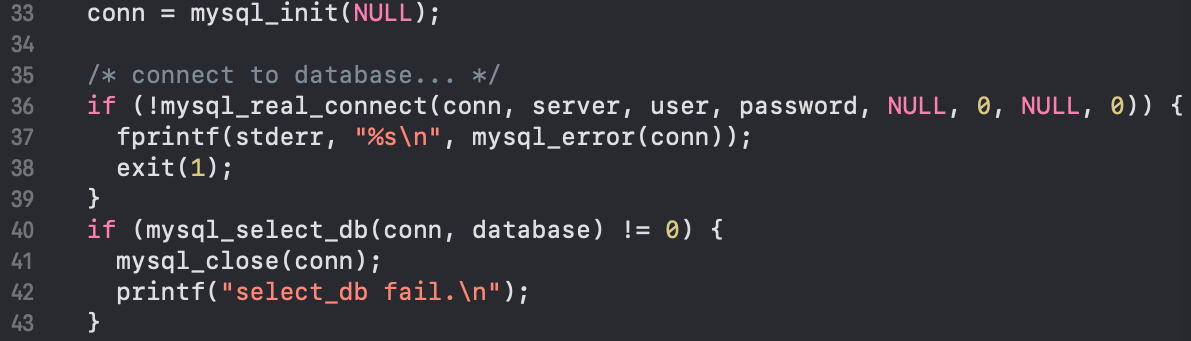 33 conn = mysql_init(NULL);
34
35 /* connect to database... */
36 if (!mysql_real_connect(conn, server, user, password, NULL, 0, NULL, 0)) {
37 fprintf(stderr, "%s\n", mysql_error(conn));
38 exit(1);
39 }
40 if (mysql_select_db(conn, database) != 0) {
41 mysql_close(conn);
42 printf("select_db fail.\n");
43 }